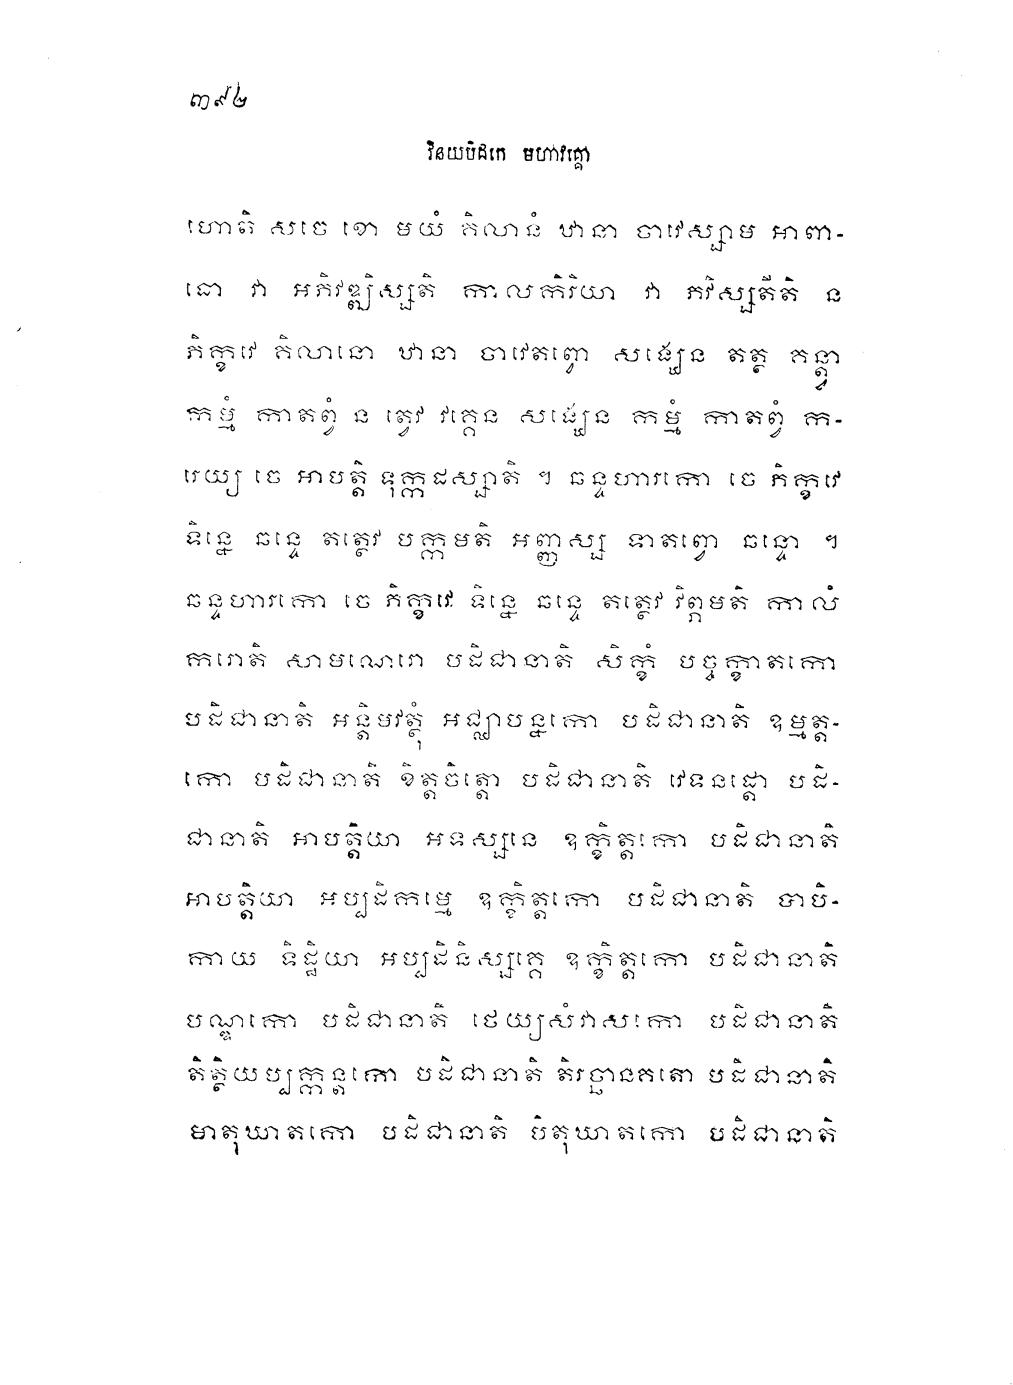 ៣៩៤
វិនយបិដកេ មហាវគ្គោ
ហោតិ សចេ ខោ មយំ គិលានំ ឋានា ចាវេស្សាម អាពា-
ធោ វា អភិវឌ្ឍិស្សតិ កាលកិរិយា វា ភវិស្សតីតិ ន
ភិក្ខវេ គិលានោ ឋានា ចាវេតព្វោ សង្ឃេន តត្ថ គន្ត្វា
កម្មំ កាតព្វំ ន ត្វេវ វគ្គេន សង្ឃេន កម្មំ កាតព្វំ ក-
រេយ្យ ចេ អាបត្តិ ទុក្កដស្សាតិ ។ ឆន្ទហារកោ ចេ ភិក្ខវេ
ទិន្នេ ឆន្ទេ តត្ថេវ បក្កមតិ អញ្ញស្ស ទាតព្វោ ឆន្ទោ ។
ឆន្ទហារកោ ចេ ភិក្ខវេ ទិន្នេ ឆន្ទេ តត្ថេវ វិព្ភមតិ កាលំ
ករោតិ សាមណេរោ បដិជានាតិ សិក្ខំ បច្ចក្ខាតកោ
បដិជានាតិ អន្តិមវត្ថុំ អជ្ឈាបន្នកោ បដិជានាតិ ឧម្មត្ត-
កោ បដិជានាតិ ខិត្តចិត្តោ បដិជានាតិ វេទនដ្តោ បដិ-
ជានាតិ អាបត្តិយា អទស្សនេ ឧក្ខិត្តកោ បដិជានាតិ
អាបត្តិយា អប្បដិកម្មេ ឧក្ខិត្តកោ បដិជានាតិ បាបិ-
កាយ ទិដ្ឋិយា អប្បដិនិស្សគ្គេ ឧក្ខិត្តកោ បដិជានាតិ
បណ្ឌកោ បដិជានាតិ ថេយ្យសំវាសកោ បដិជានាតិ
តិត្ថិយប្បក្កន្តកោ បដិជានាតិ តិរច្ឆានគតោ បដិជានាតិ
មាតុឃាតកោ បដិជានាតិ បិតុឃាតកោ បដិជានាតិ